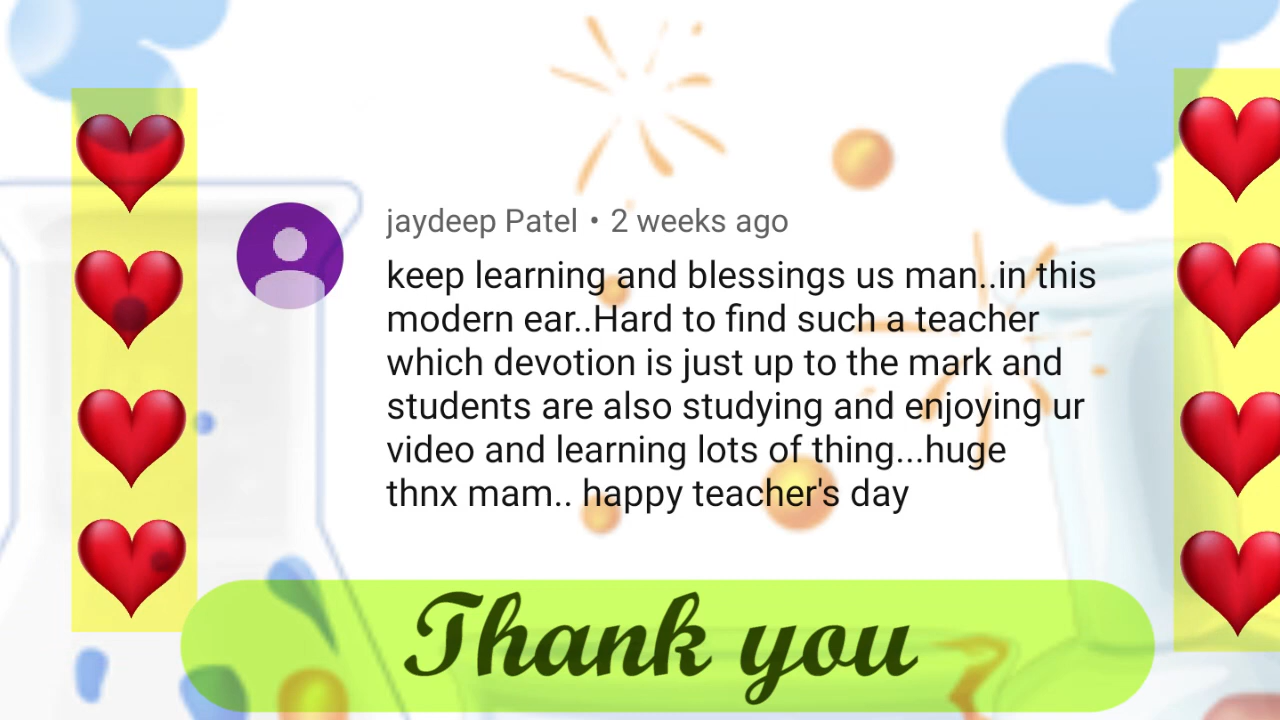 jaydeep Patel • 2 weeks ago
keep learning and blessings us man..in this
modern ear..Hard to find such a teacher
which devotion is just up to the mark and
students are also studying and enjoying ur
video and learning lots of thing...huge
thnx mam.. happy teacher's day
Thank you